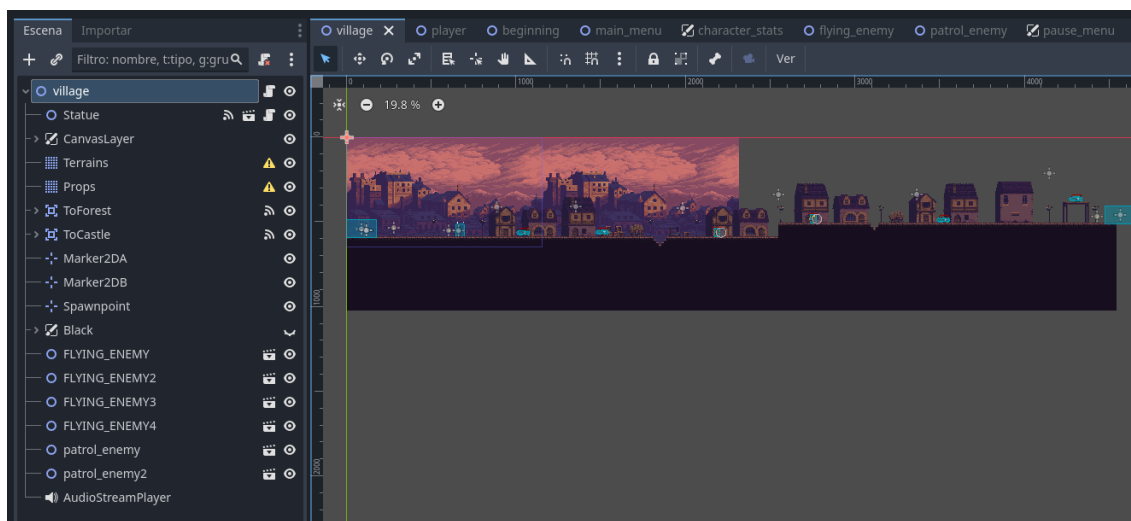 Escena Importar
village player beginning main_menu character_stats flying_enemy patrol_enemy pause_menu
Filtro: nombre, t:tipo, g:gru
Ver
0 1000 2000 3000 4000
19.8 %
village
Statue
CanvasLayer
Terrains
Props
ToForest
ToCastle
Marker2DA
Marker2DB
Spawnpoint
Black
FLYING_ENEMY
FLYING_ENEMY2
FLYING_ENEMY3
FLYING_ENEMY4
patrol_enemy
patrol_enemy2
AudioStreamPlayer
0
1000
2000